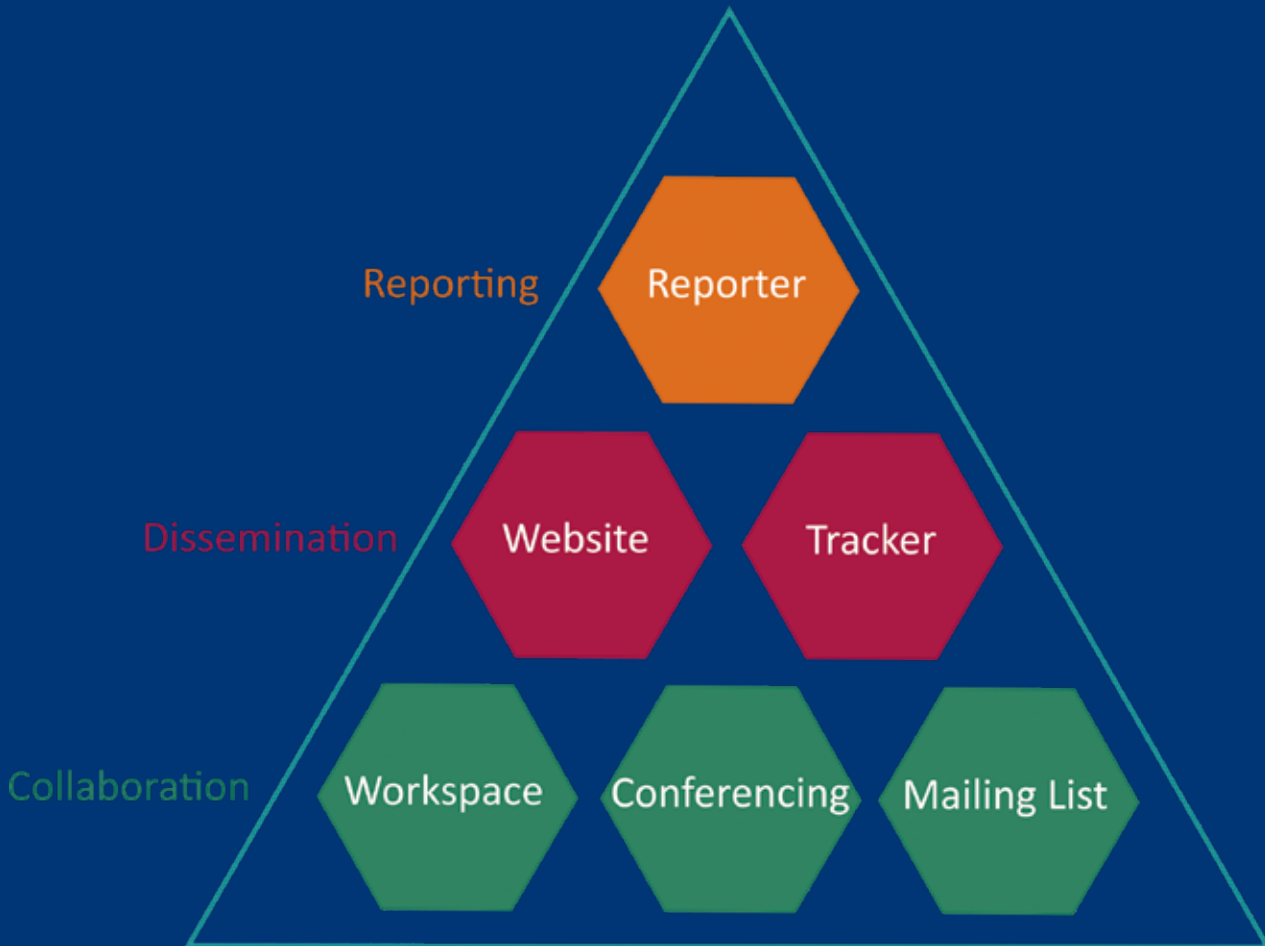 Reporting
Reporter
Dissemination
Website
Tracker
Collaboration
Workspace
Conferencing
Mailing List